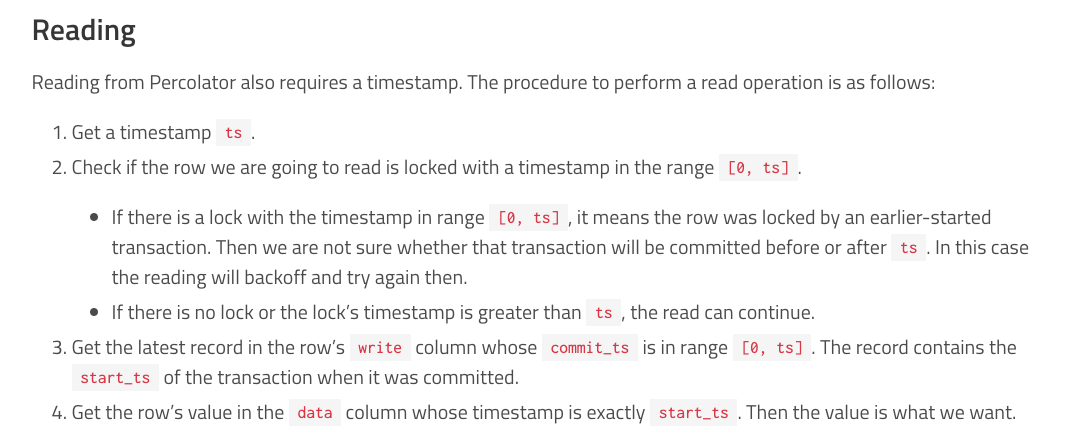 Reading
Reading from Percolator also requires a timestamp. The procedure to perform a read operation is as follows:
1. Get a timestamp ts .
2. Check if the row we are going to read is locked with a timestamp in the range [0, ts] .
• If there is a lock with the timestamp in range [0, ts] , it means the row was locked by an earlier-started
transaction. Then we are not sure whether that transaction will be committed before or after ts . In this case
the reading will backoff and try again then.
• If there is no lock or the lock’s timestamp is greater than ts , the read can continue.
3. Get the latest record in the row’s write column whose commit_ts is in range [0, ts] . The record contains the
start_ts of the transaction when it was committed.
4. Get the row’s value in the data column whose timestamp is exactly start_ts . Then the value is what we want.